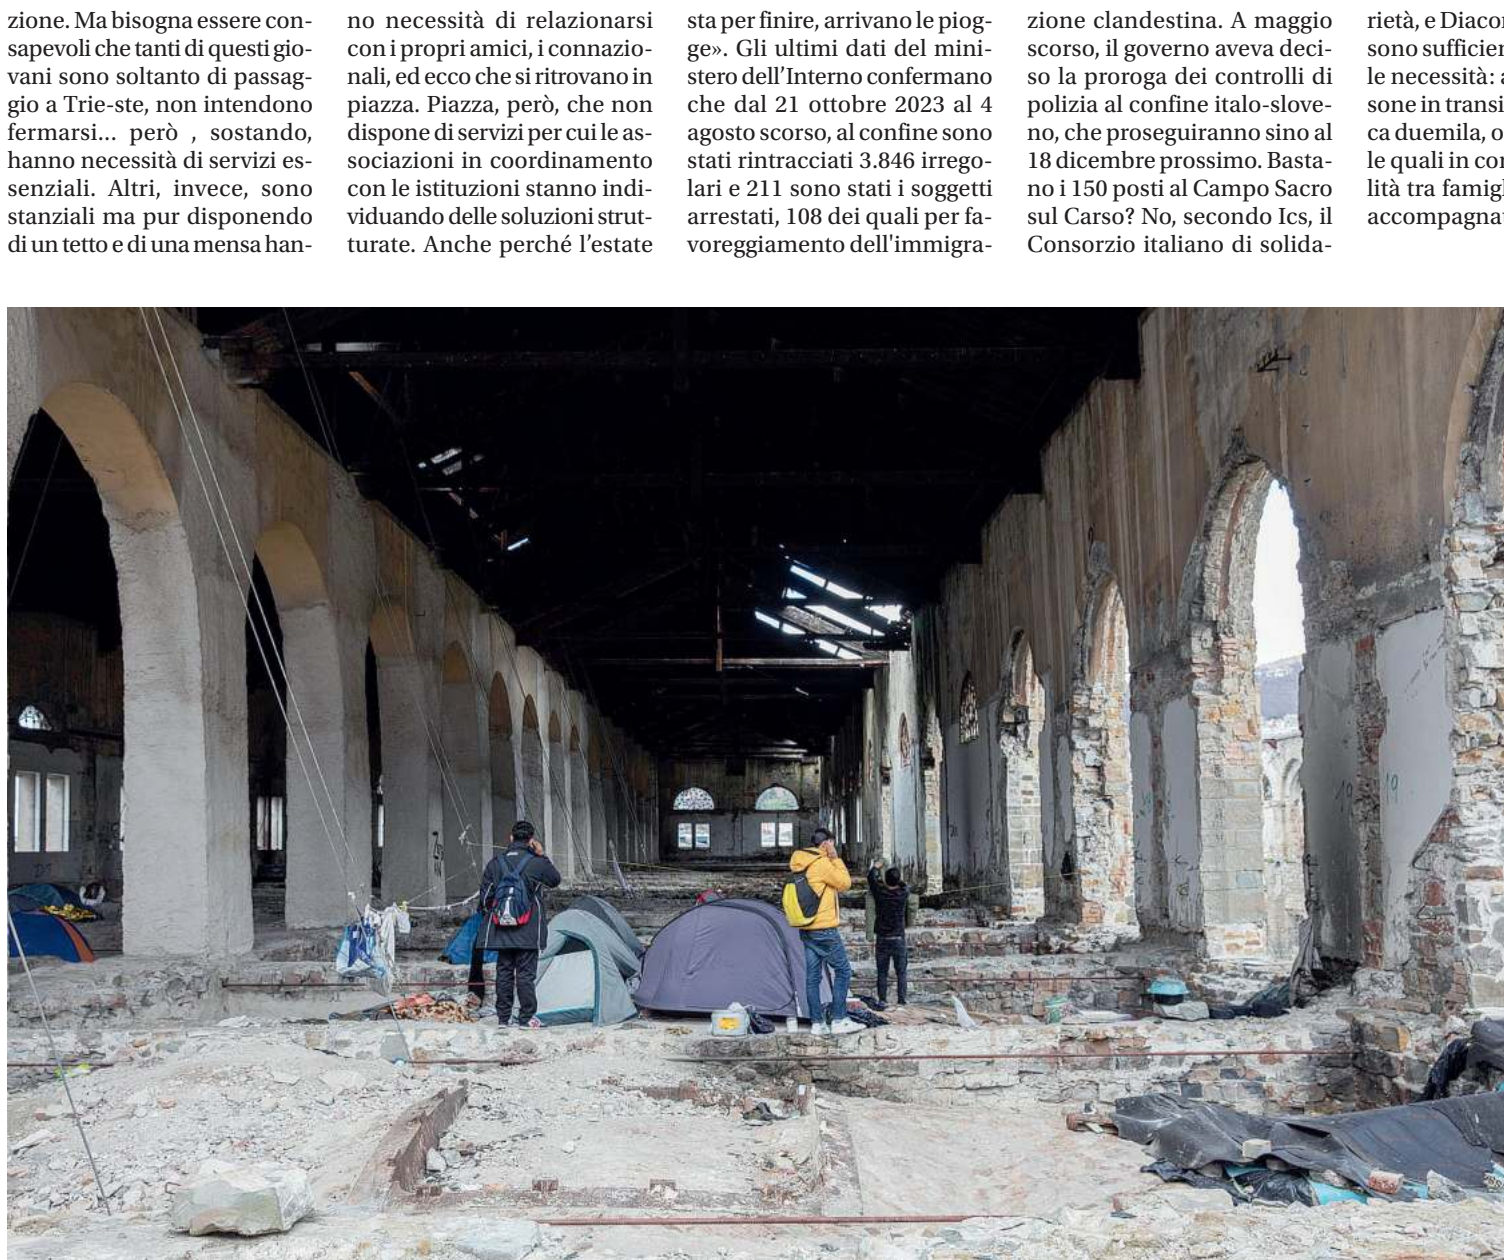 zione. Ma bisogna essere con-
sapevoli che tanti di questi gio-
vani sono soltanto di passag-
gio a Trie-ste, non intendono
fermarsi... però , sostando,
hanno necessità di servizi es-
senziali. Altri, invece, sono
stanziali ma pur disponendo
di un tetto e di una mensa han-
no necessità di relazionarsi
con i propri amici, i connazio-
nali, ed ecco che si ritrovano in
piazza. Piazza, però, che non
dispone di servizi per cui le as-
sociazioni in coordinamento
con le istituzioni stanno indi-
viduando delle soluzioni strut-
turate. Anche perché l'estate
sta per finire, arrivano le piog-
ge». Gli ultimi dati del mini-
stero dell'Interno confermano
che dal 21 ottobre 2023 al 4
agosto scorso, al confine sono
stati rintracciati 3.846 irrego-
lari e 211 sono stati i soggetti
arrestati, 108 dei quali per fa-
voreggiamento dell'immigra-
zione clandestina. A maggio
scorso, il governo aveva deci-
so la proroga dei controlli di
polizia al confine italo-slove-
no, che proseguiranno sino al
18 dicembre prossimo. Basta-
no i 150 posti al Campo Sacro
sul Carso? No, secondo Ics, il
Consorzio italiano di solida-
rietà, e
sono
le necessità:
sone in
ca duemila,
le quali in
lità tra